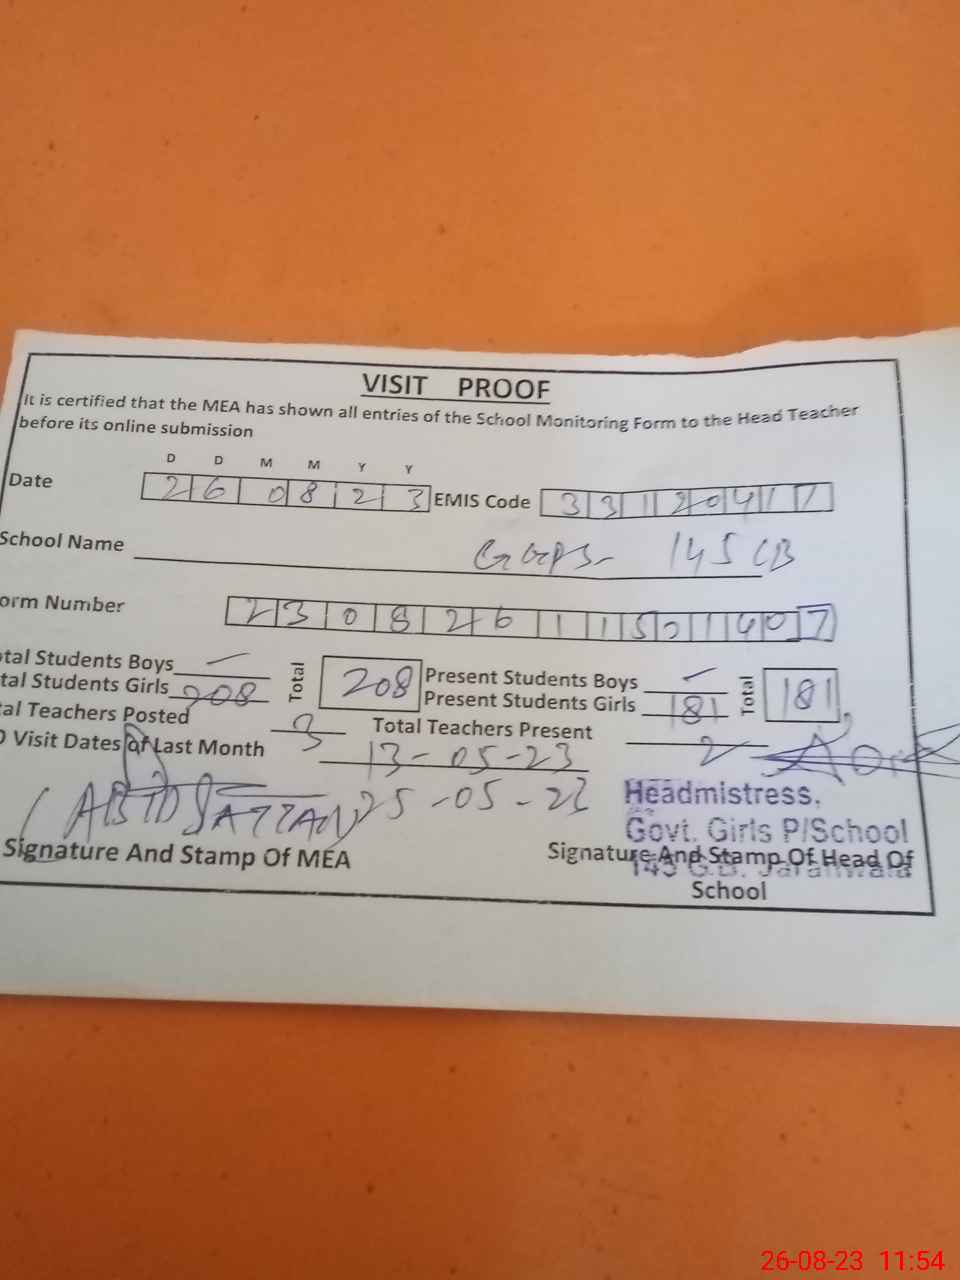 VISIT PROOF
It is certified that the MEA has shown all entries of the School Monitoring Form to the Head Teacher
before its online submission
D D M M Y Y
Date 2 6 0 8 2 3 EMIS Code 3 3 1 2 0 4 1 7
School Name GGPS- 145 GB
orm Number 2 3 0 8 2 6 1 1 5 0 1 4 0 7
tal Students Boys — Total 208 Present Students Boys — Total 181
tal Students Girls 208 Present Students Girls 181
al Teachers Posted 3 Total Teachers Present 2
O Visit Dates of Last Month 13-05-23
25-05-23
ABID
Headmistress,
Govt. Girls P/School
145 G.B. Jaranwala
Signature And Stamp Of MEA
Signature And Stamp Of Head Of
School
26-08-23 11:54